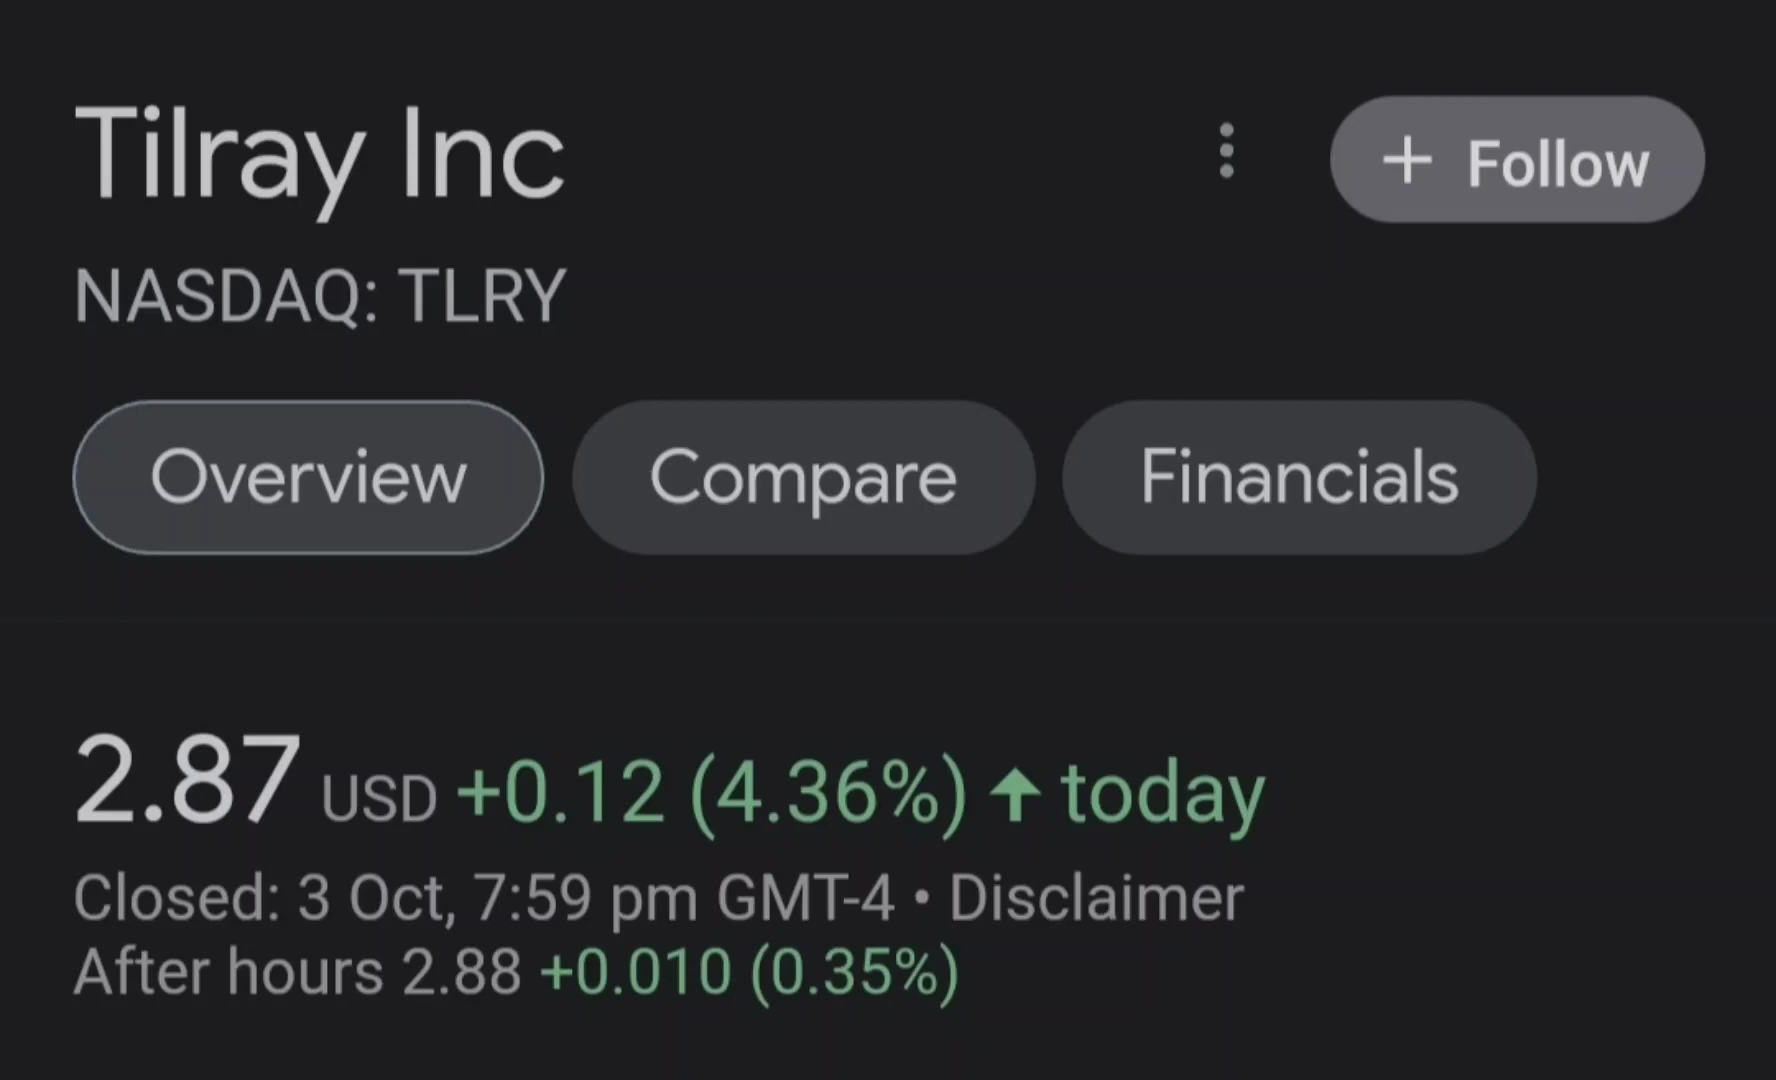 Tilray Inc
+ Follow
NASDAQ: TLRY
Overview
Compare
Financials
2.87 USD +0.12 (4.36%) ↑ today
Closed: 3 Oct, 7:59 pm GMT-4 • Disclaimer
After hours 2.88 +0.010 (0.35%)